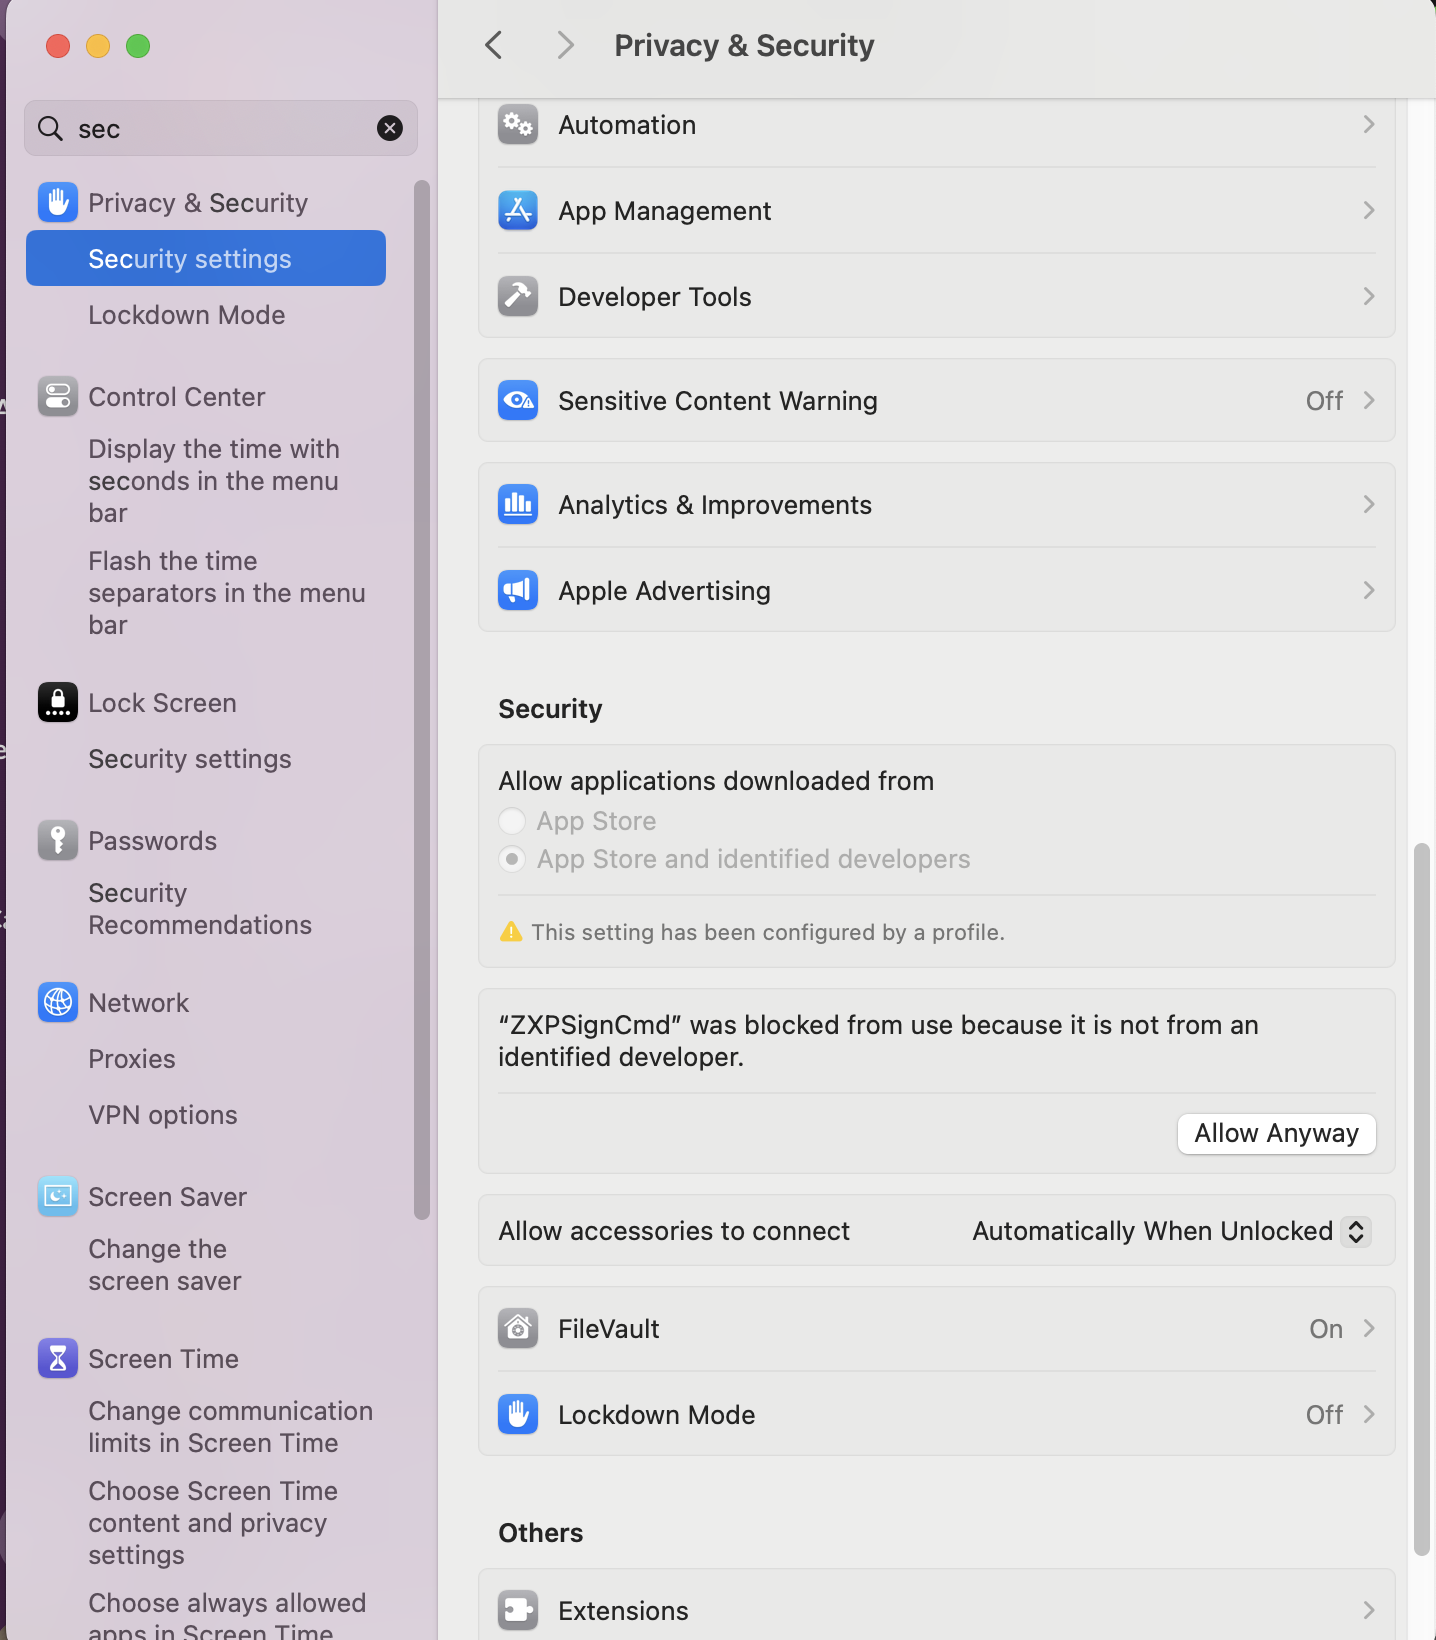 sec
Privacy & Security
Security settings
Lockdown Mode
Control Center
Display the time with
seconds in the menu
bar
Flash the time
separators in the menu
bar
Lock Screen
Security settings
Passwords
Security
Recommendations
Network
Proxies
VPN options
Screen Saver
Change the
screen saver
Screen Time
Change communication
limits in Screen Time
Choose Screen Time
content and privacy
settings
Choose always allowed
apps in Screen Time
Privacy & Security
Automation
App Management
Developer Tools
Sensitive Content Warning Off
Analytics & Improvements
Apple Advertising
Security
Allow applications downloaded from
App Store
App Store and identified developers
This setting has been configured by a profile.
“ZXPSignCmd” was blocked from use because it is not from an
identified developer.
Allow Anyway
Allow accessories to connect Automatically When Unlocked
FileVault On
Lockdown Mode Off
Others
Extensions